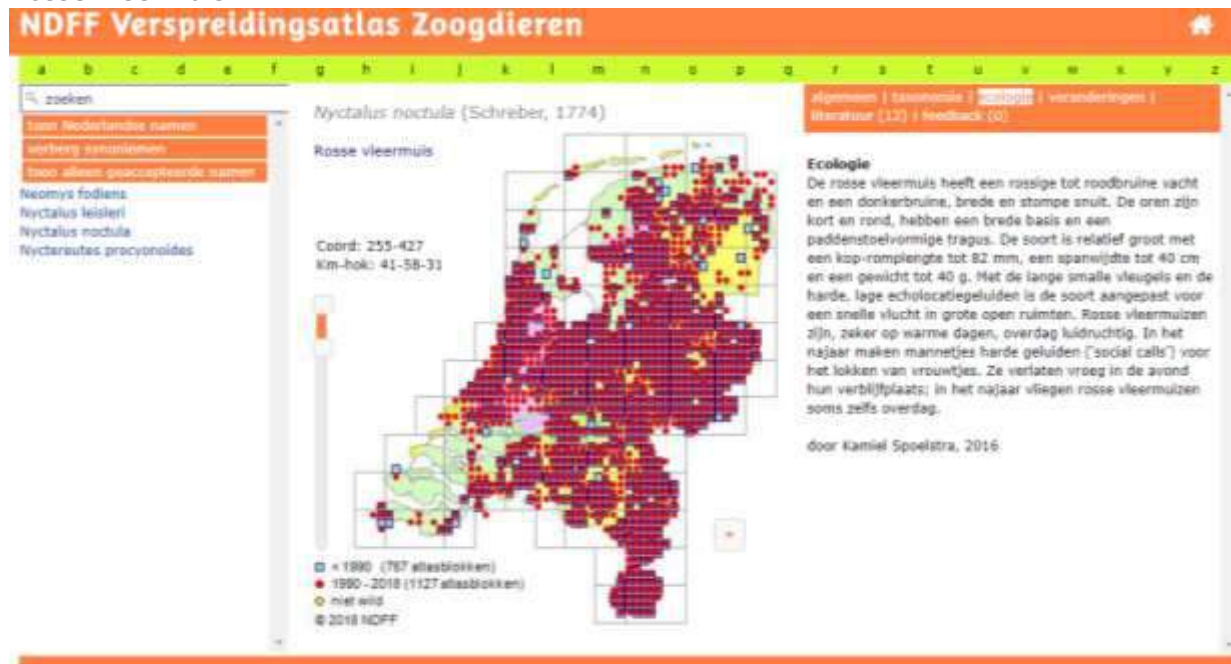 NDFF Verspreidingsatlas Zoogdieren
a b c d e f g h i j k l m n o p q r s t u v w x y z
zoeken
toon Nederlandse namen
verberg synoniemen
toon alleen geaccepteerde namen
Neomys fodiens
Nyctalus leisleri
Nyctalus noctula
Nyctereutes procyonoides
Nyctalus noctula (Schreber, 1774)
Rosse vleermuis
Coord: 255-427
Km-hok: 41-58-31
< 1990 (767 atlasblokken)
1990 - 2018 (1127 atlasblokken)
niet wild
© 2018 NDFF
algemeen | taxonomie | ecologie | veranderingen |
literatuur (12) | feedback (0)
Ecologie
De rosse vleermuis heeft een rossige tot roodbruine vacht
en een donkerbruine, brede en stompe snuit. De oren zijn
kort en rond, hebben een brede basis en een
paddenstoelvormige tragus. De soort is relatief groot met
een kop-romplengte tot 82 mm, een spanwijdte tot 40 cm
en een gewicht tot 40 g. Met de lange smalle vleugels en de
harde, lage echolocatiegeluiden is de soort aangepast voor
een snelle vlucht in grote open ruimten. Rosse vleermuizen
zijn, zeker op warme dagen, overdag luidruchtig. In het
najaar maken mannetjes harde geluiden ("social calls") voor
het lokken van vrouwtjes. Ze verlaten vroeg in de avond
hun verblijfplaats; in het najaar vliegen rosse vleermuizen
soms zelfs overdag.
door Kamiel Spoelstra, 2016